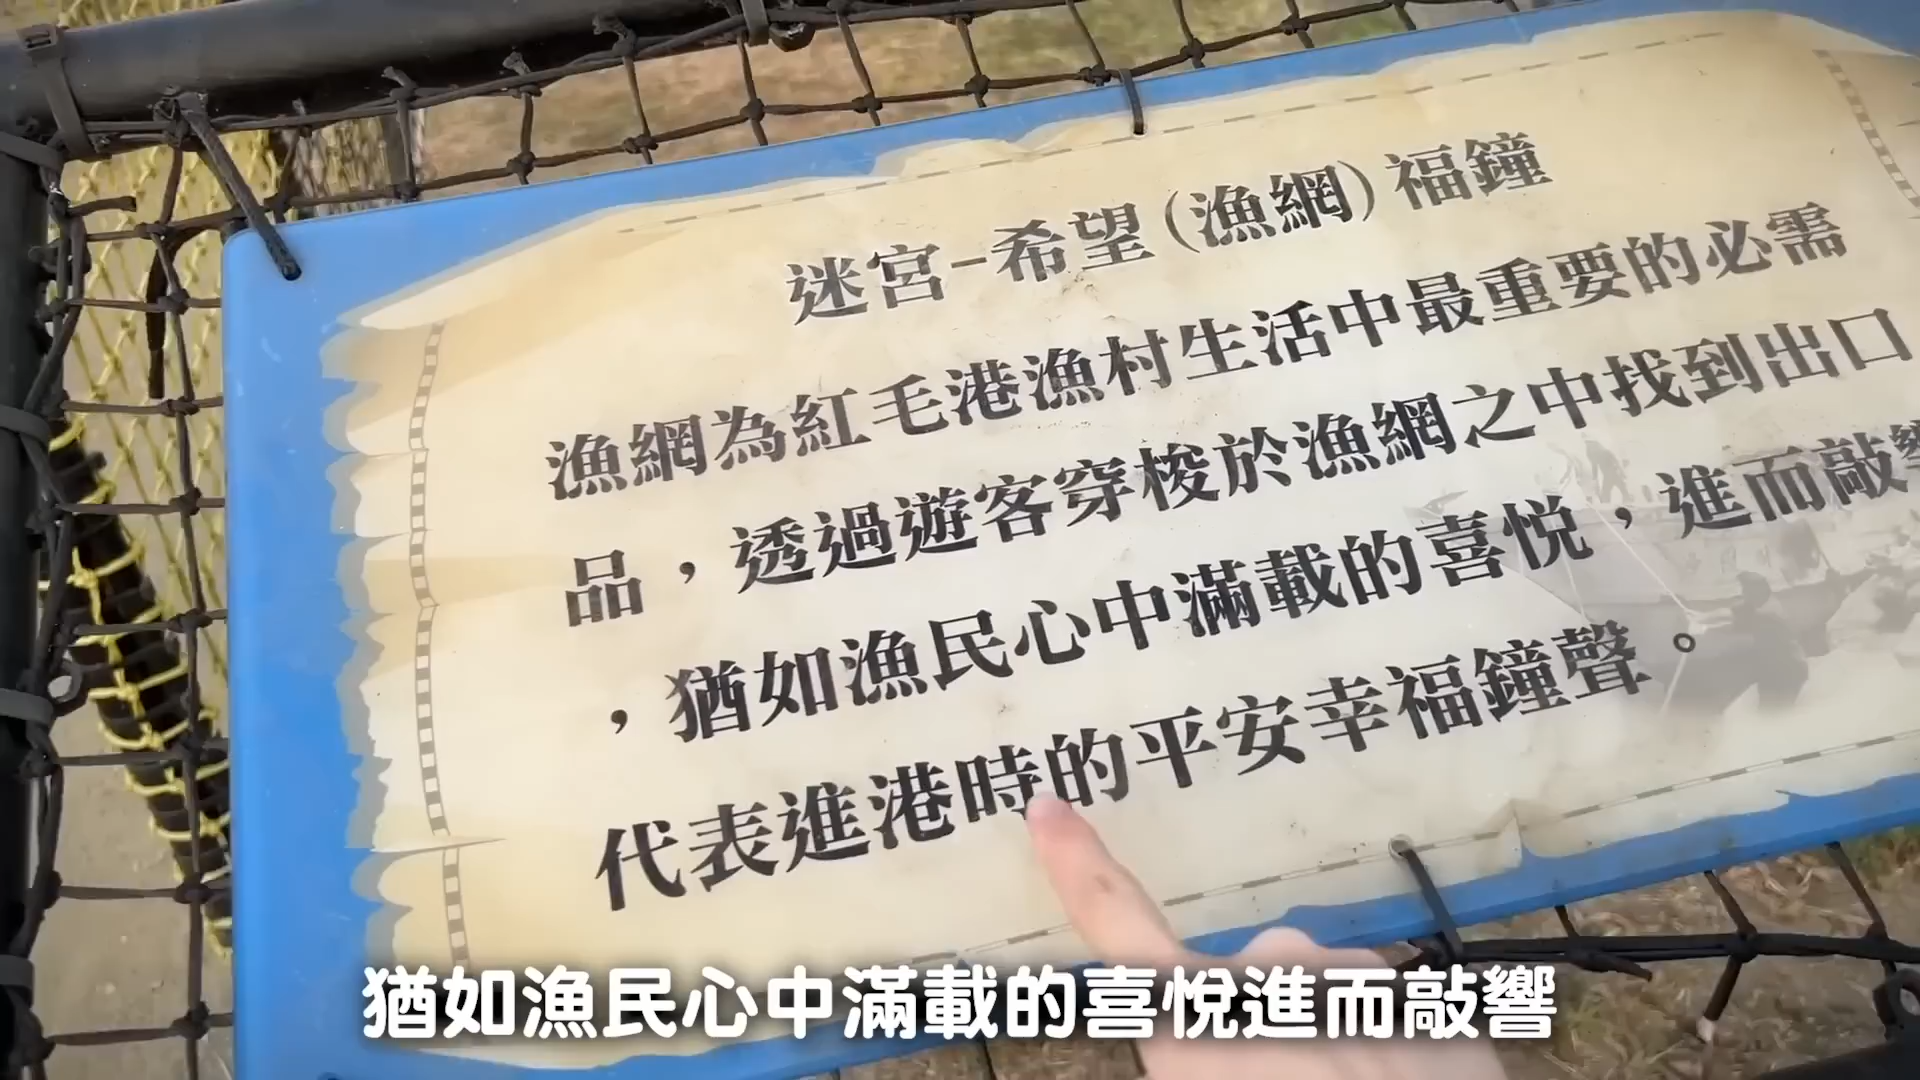 迷宮-希望(漁網)福鐘
漁網為紅毛港漁村生活中最重要的必需
品，透過遊客穿梭於漁網之中找到出口
，猶如漁民心中滿載的喜悅，進而敲響
代表進港時的平安幸福鐘聲。
猶如漁民心中滿載的喜悅進而敲響